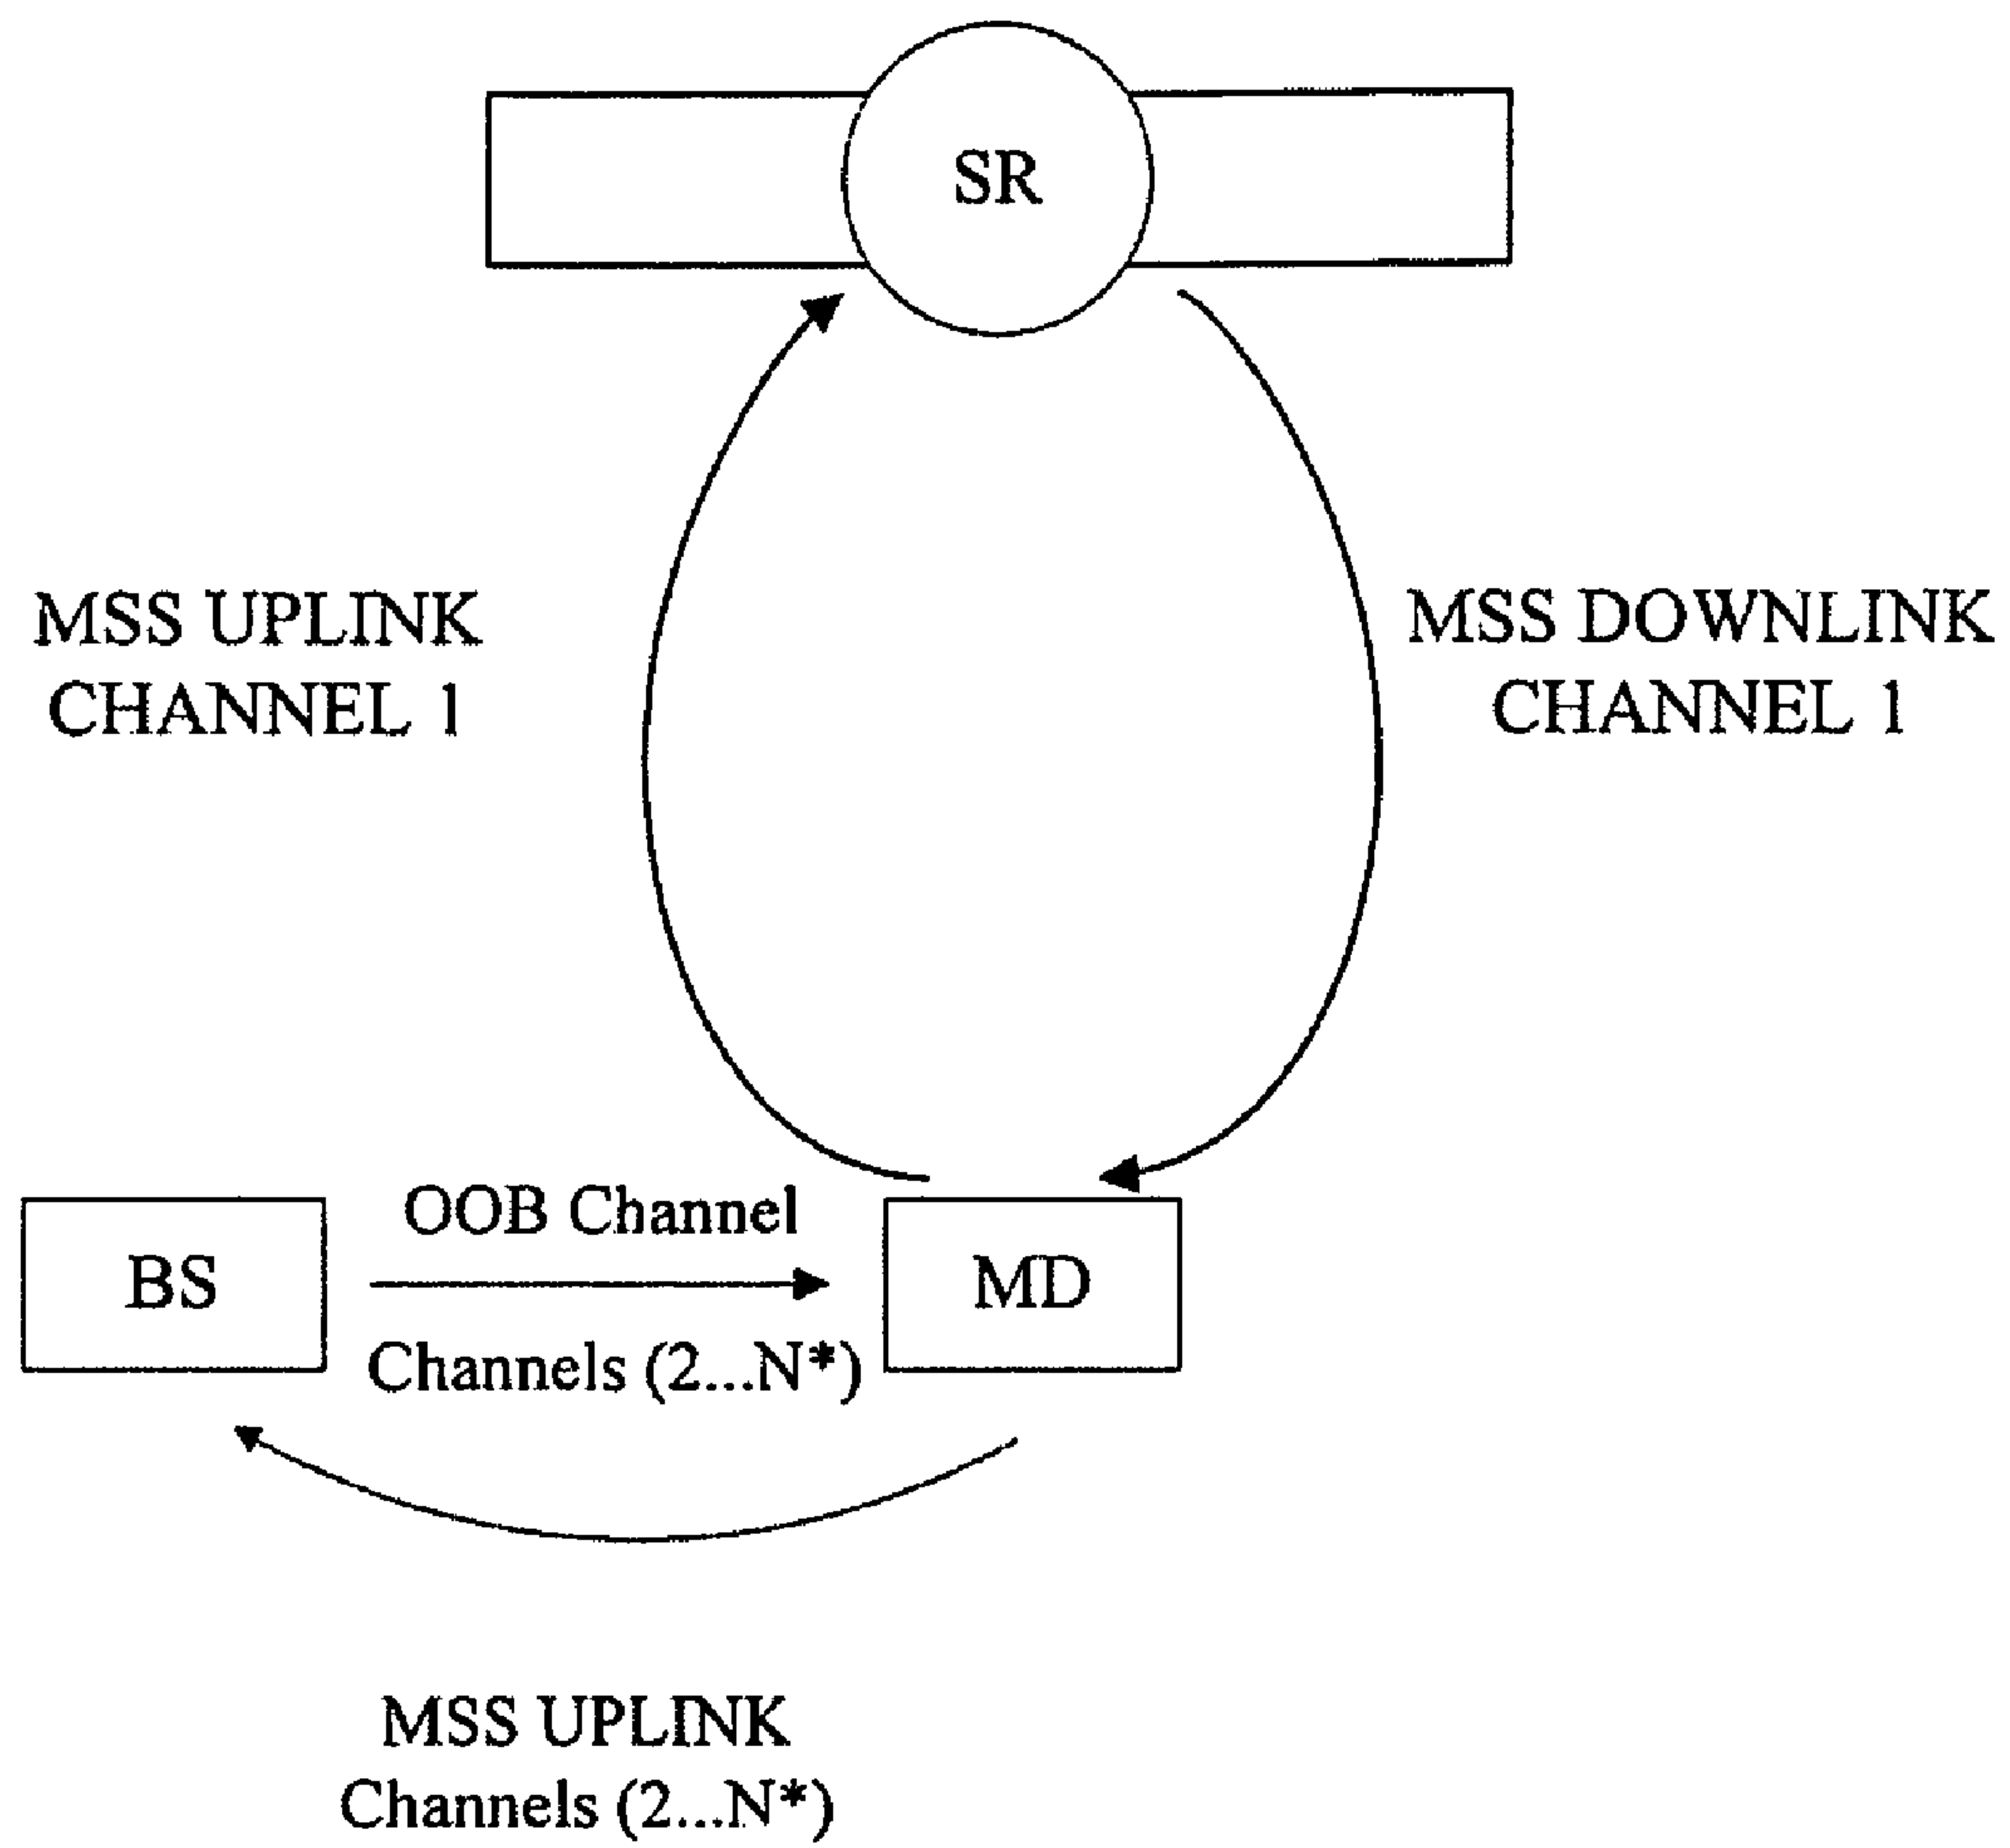 SR
MSS UPLINK
CHANNEL 1
MSS DOWNLINK
CHANNEL 1
BS
OOB Channel
Channels (2...N*)
MD
MSS UPLINK
Channels (2...N*)